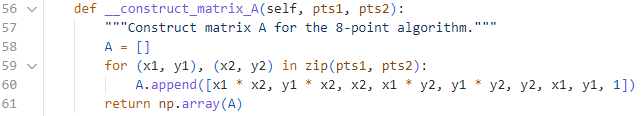 56 def __construct_matrix_A(self, pts1, pts2):
57 """Construct matrix A for the 8-point algorithm."""
58 A = []
59 for (x1, y1), (x2, y2) in zip(pts1, pts2):
60 A.append([x1 * x2, y1 * x2, x2, x1 * y2, y1 * y2, y2, x1, y1, 1])
61 return np.array(A)